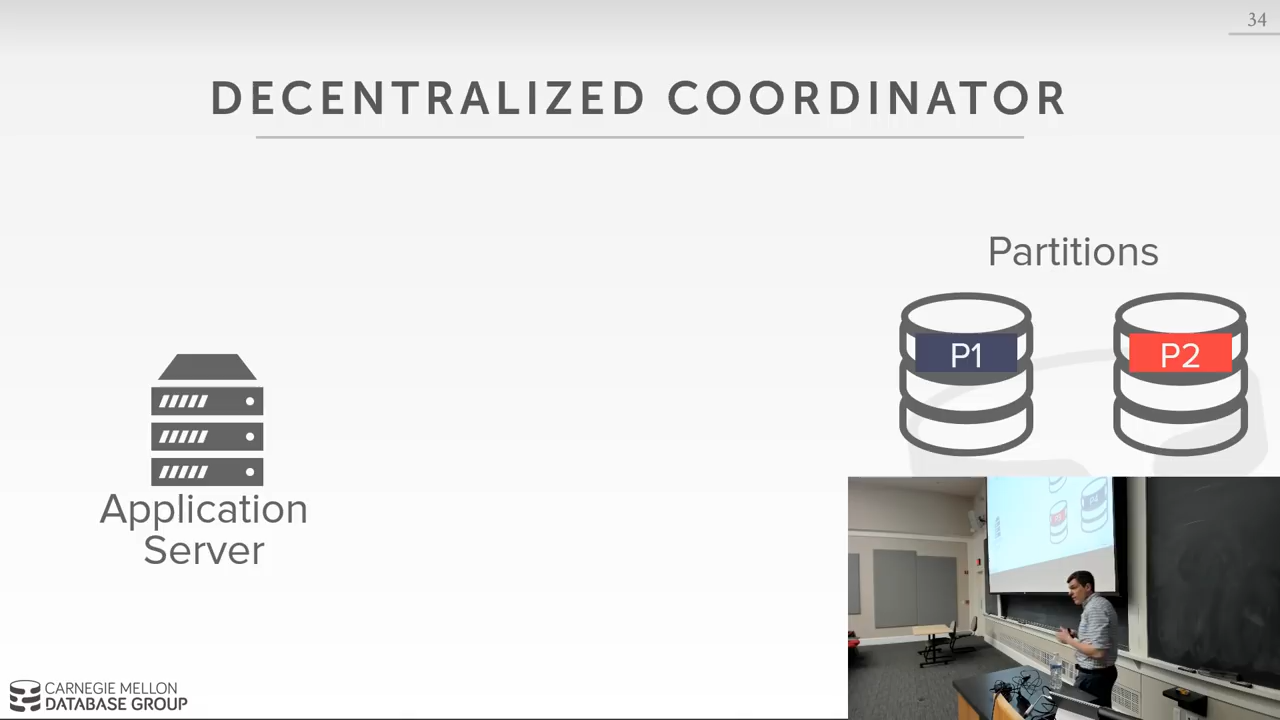 34
DECENTRALIZED COORDINATOR
Partitions
P1
P2
Application
Server
CARNEGIE MELLON
DATABASE GROUP